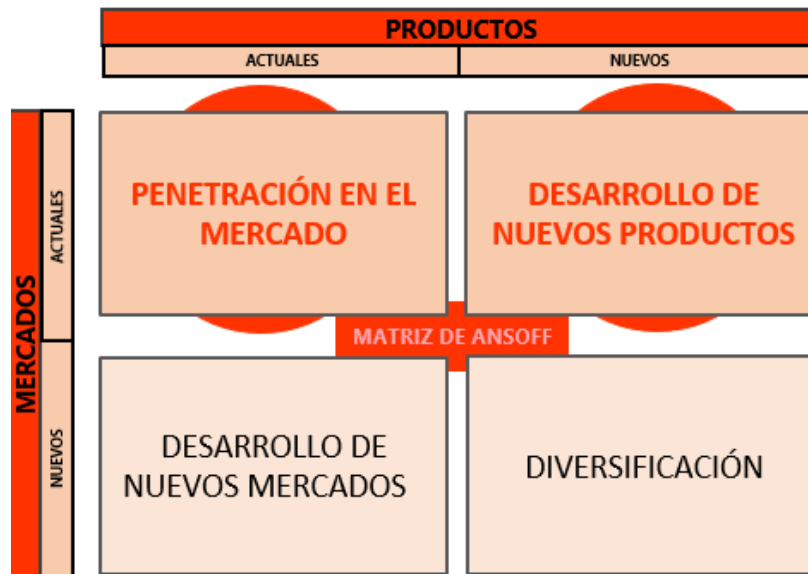 PRODUCTOS
ACTUALES
NUEVOS
MERCADOS
ACTUALES
NUEVOS
PENETRACIÓN EN EL
MERCADO
DESARROLLO DE
NUEVOS PRODUCTOS
MATRIZ DE ANSOFF
DESARROLLO DE
NUEVOS MERCADOS
DIVERSIFICACIÓN